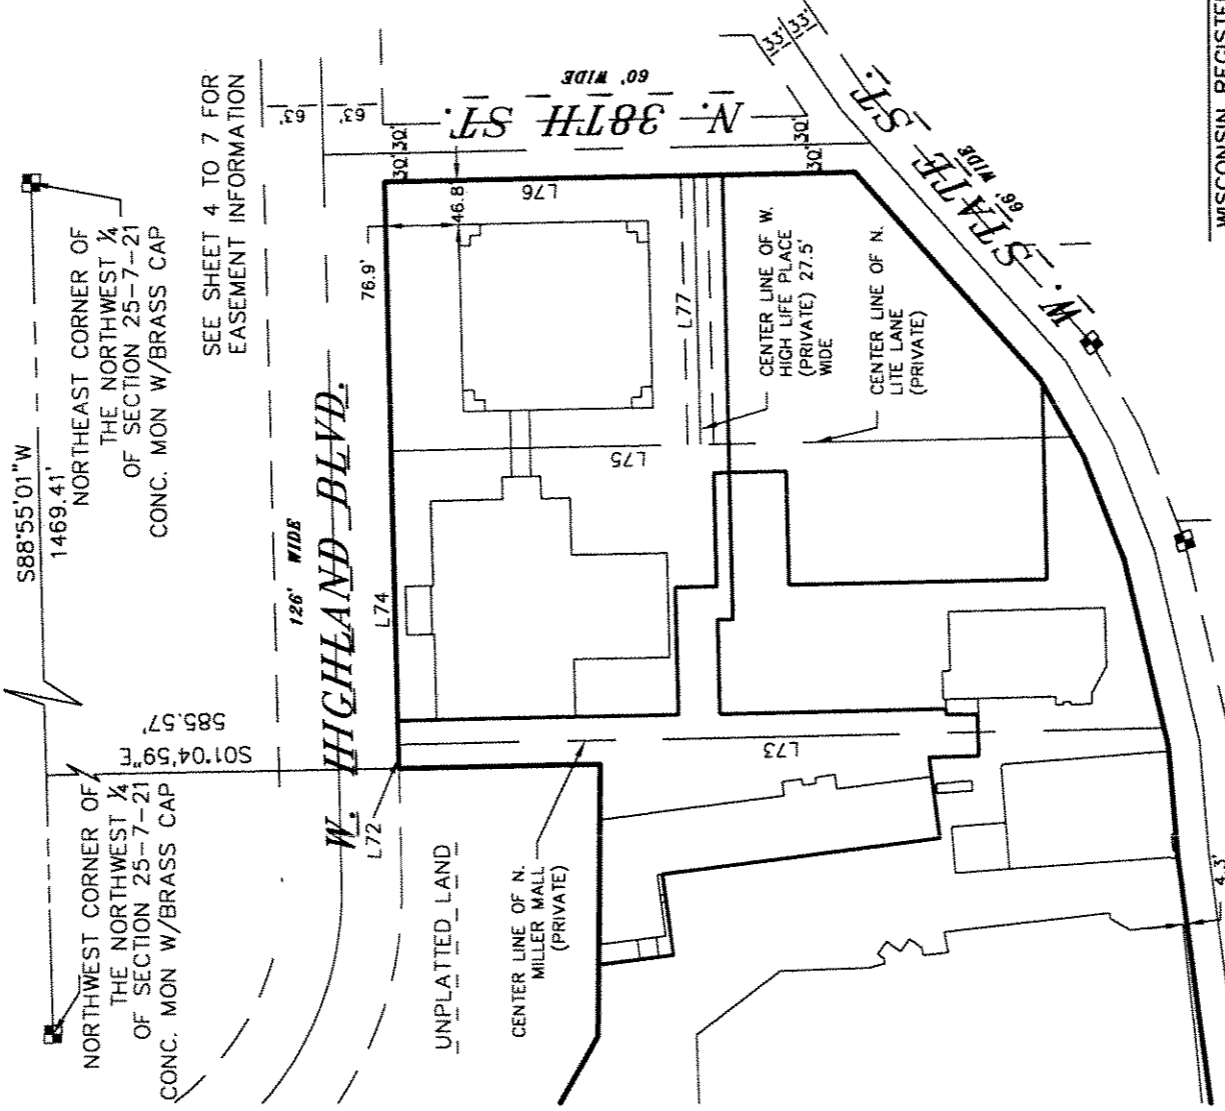 S88°55'01"W
1469.41'
NORTHEAST CORNER OF
THE NORTHWEST ¼
OF SECTION 25-7-21
CONC. MON W/BRASS CAP
SEE SHEET 4 TO 7 FOR
EASEMENT INFORMATION
NORTHWEST CORNER OF
THE NORTHWEST ¼
OF SECTION 25-7-21
CONC. MON W/BRASS CAP
S01°04'59"E
585.57'
126' WIDE
W. HIGHLAND BLVD.
63'
63'
N. 38TH ST.
60' WIDE
30'
30'
30'
30'
33'
33'
W. STATE ST.
66' WIDE
L72
L74
76.9'
46.8
L76
L77
L75
L73
CENTER LINE OF W.
HIGH LIFE PLACE
(PRIVATE) 27.5'
WIDE
CENTER LINE OF N.
LITE LANE
(PRIVATE)
UNPLATTED LAND
CENTER LINE OF N.
MILLER MALL
(PRIVATE)
4.3'